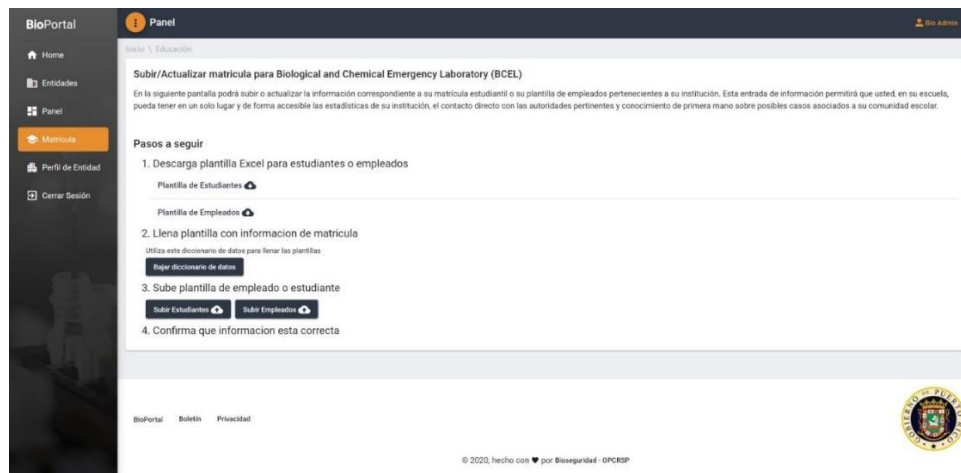 BioPortal
Panel
Bio Admin
Home
Entidades
Panel
Matricula
Perfil de Entidad
Cerrar Sesión
Inicio \ Educación
Subir/Actualizar matricula para Biological and Chemical Emergency Laboratory (BCEL)
En la siguiente pantalla podrá subir o actualizar la información correspondiente a su matrícula estudiantil o su plantilla de empleados pertenecientes a su institución. Esta entrada de información permitirá que usted, en su escuela,
pueda tener en un solo lugar y de forma accesible las estadísticas de su institución, el contacto directo con las autoridades pertinentes y conocimiento de primera mano sobre posibles casos asociados a su comunidad escolar.
Pasos a seguir
1. Descarga plantilla Excel para estudiantes o empleados
Plantilla de Estudiantes
Plantilla de Empleados
2. Llena plantilla con informacion de matricula
Utiliza este diccionario de datos para llenar las plantillas
Bajar diccionario de datos
3. Sube plantilla de empleado o estudiante
Subir Estudiantes Subir Empleados
4. Confirma que informacion esta correcta
BioPortal Boletín Privacidad
GOBIERNO DE PUERTO RICO
© 2020, hecho con ♥ por Bioseguridad - OPCRSP